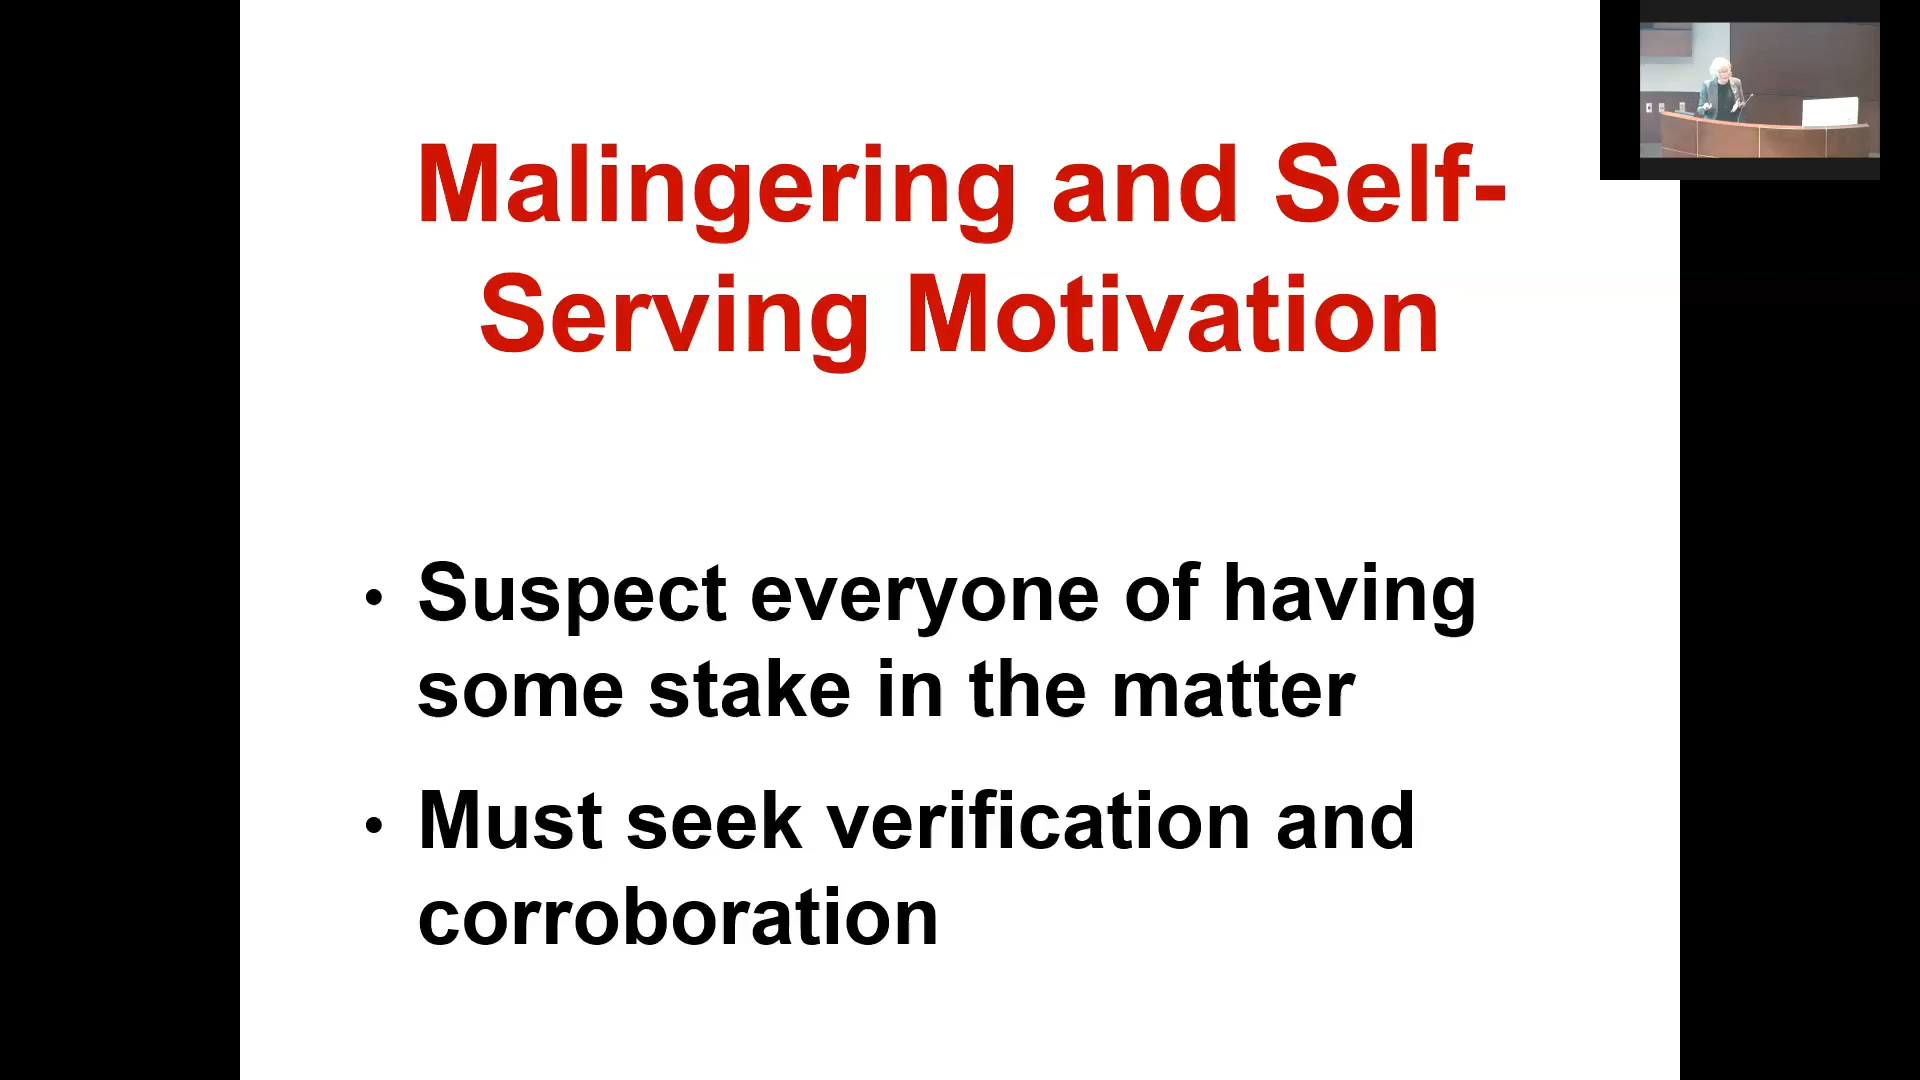 Malingering and Self-
Serving Motivation
• Suspect everyone of having
some stake in the matter
• Must seek verification and
corroboration